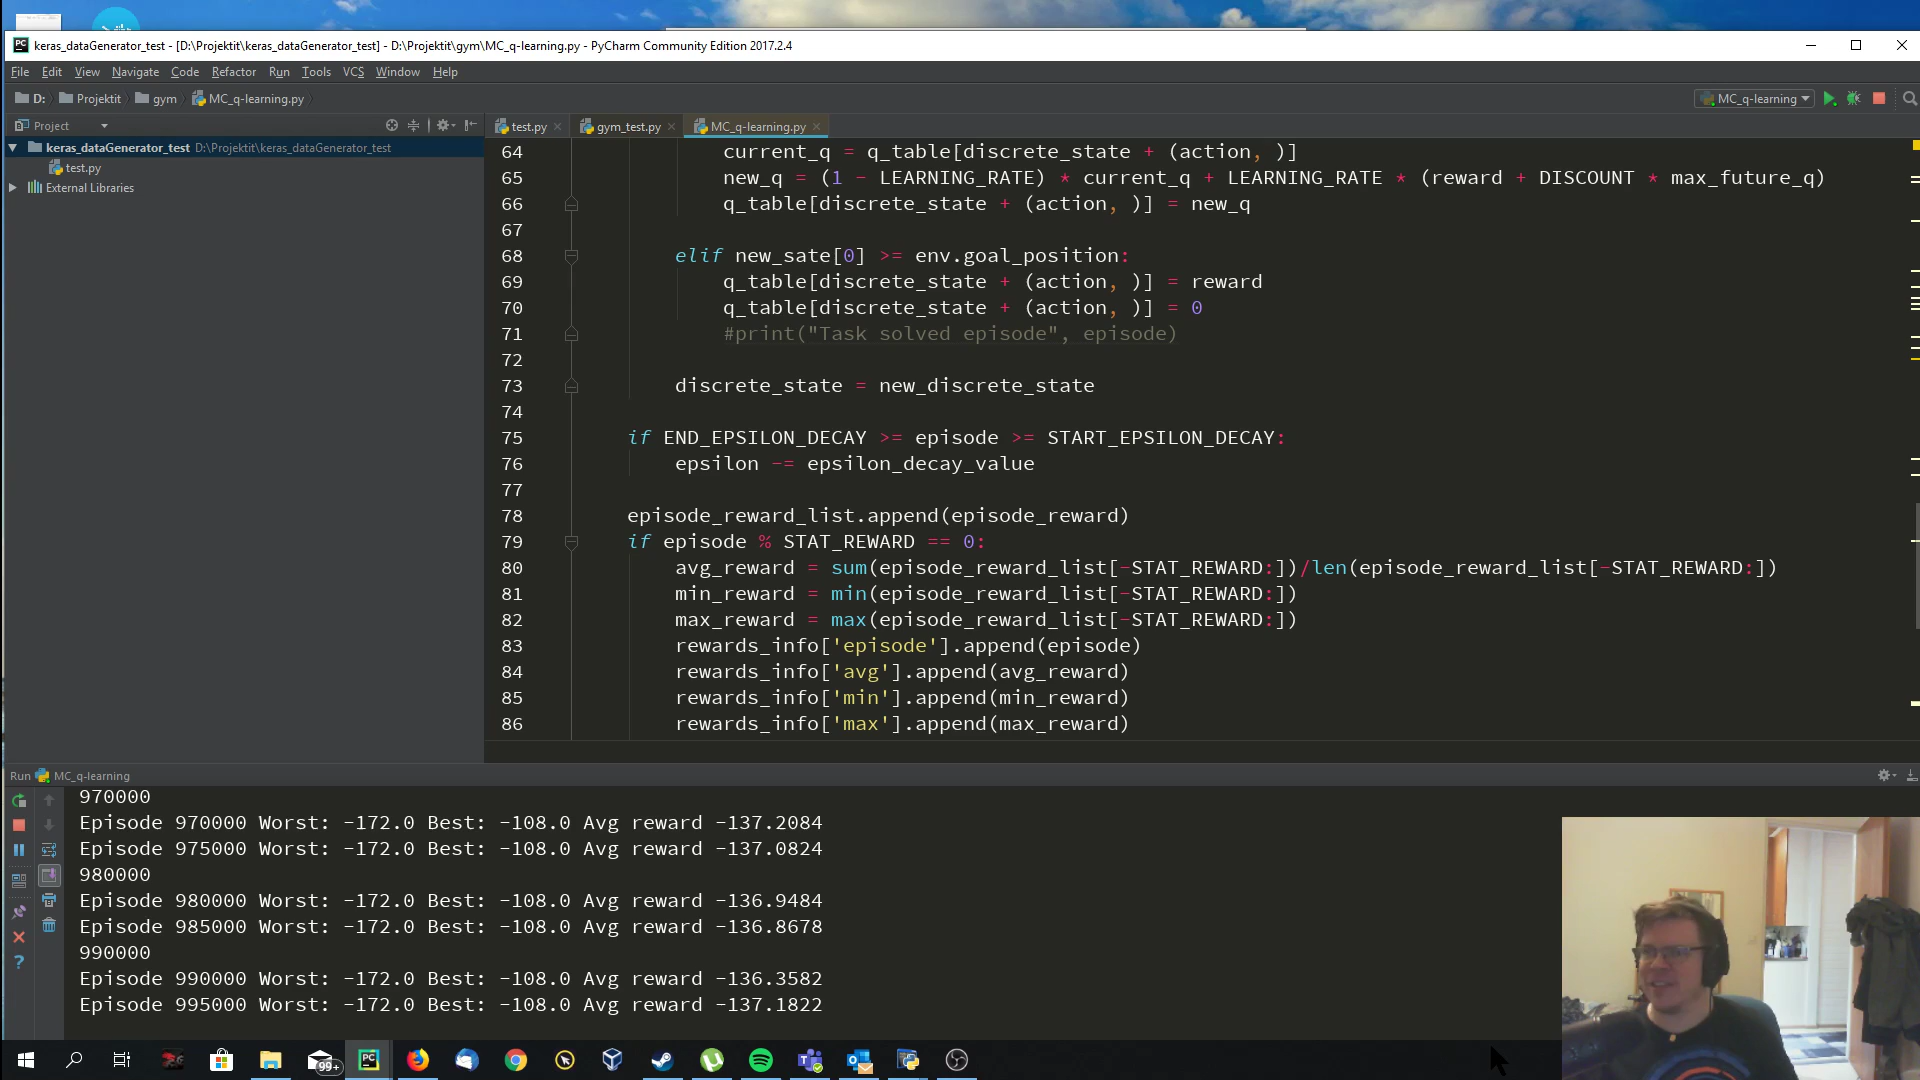 keras_dataGenerator_test - [D:\Projektit\keras_dataGenerator_test] - D:\Projektit\gym\MC_q-learning.py - PyCharm Community Edition 2017.2.4
File Edit View Navigate Code Refactor Run Tools VCS Window Help
D: Projektit gym MC_q-learning.py
MC_q-learning
Project
test.py gym_test.py MC_q-learning.py
keras_dataGenerator_test D:\Projektit\keras_dataGenerator_test
test.py
External Libraries
64 current_q = q_table[discrete_state + (action, )]
65 new_q = (1 - LEARNING_RATE) * current_q + LEARNING_RATE * (reward + DISCOUNT * max_future_q)
66 q_table[discrete_state + (action, )] = new_q
67
68 elif new_sate[0] >= env.goal_position:
69 q_table[discrete_state + (action, )] = reward
70 q_table[discrete_state + (action, )] = 0
71 #print("Task solved episode", episode)
72
73 discrete_state = new_discrete_state
74
75 if END_EPSILON_DECAY >= episode >= START_EPSILON_DECAY:
76 epsilon -= epsilon_decay_value
77
78 episode_reward_list.append(episode_reward)
79 if episode % STAT_REWARD == 0:
80 avg_reward = sum(episode_reward_list[-STAT_REWARD:])/len(episode_reward_list[-STAT_REWARD:])
81 min_reward = min(episode_reward_list[-STAT_REWARD:])
82 max_reward = max(episode_reward_list[-STAT_REWARD:])
83 rewards_info['episode'].append(episode)
84 rewards_info['avg'].append(avg_reward)
85 rewards_info['min'].append(min_reward)
86 rewards_info['max'].append(max_reward)
Run MC_q-learning
970000
Episode 970000 Worst: -172.0 Best: -108.0 Avg reward -137.2084
Episode 975000 Worst: -172.0 Best: -108.0 Avg reward -137.0824
980000
Episode 980000 Worst: -172.0 Best: -108.0 Avg reward -136.9484
Episode 985000 Worst: -172.0 Best: -108.0 Avg reward -136.8678
990000
Episode 990000 Worst: -172.0 Best: -108.0 Avg reward -136.3582
Episode 995000 Worst: -172.0 Best: -108.0 Avg reward -137.1822
99+